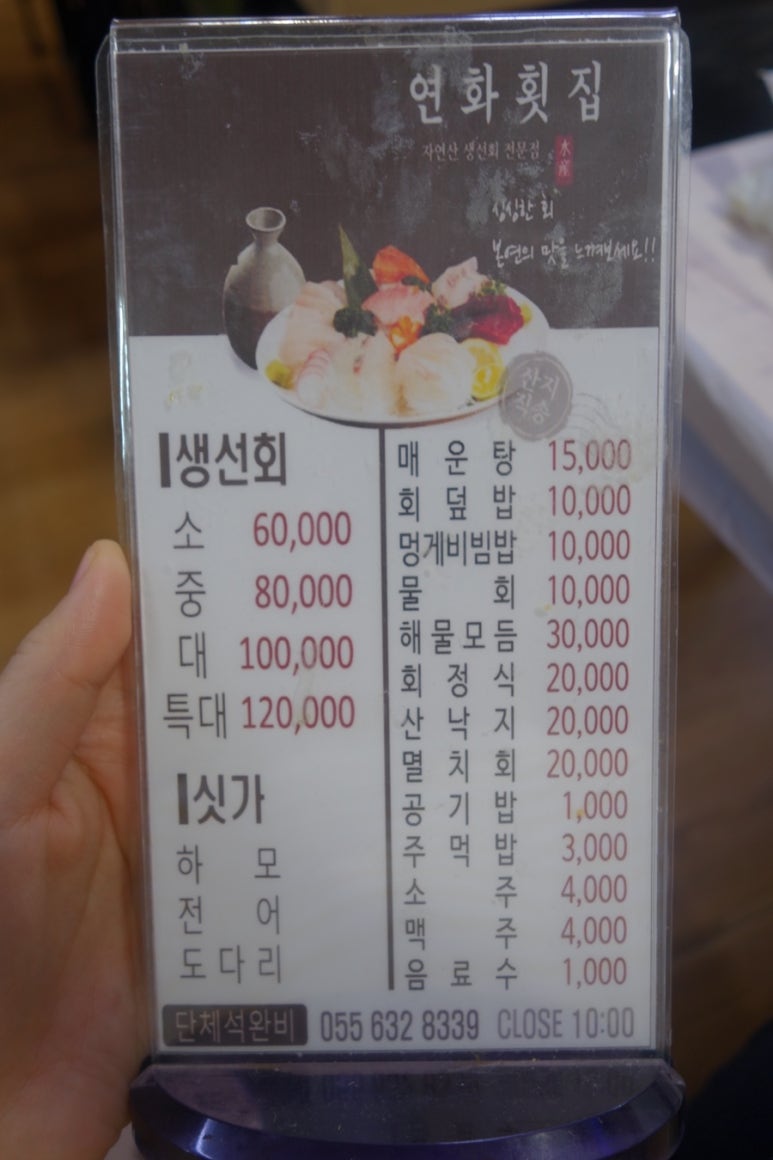 연화횟집
자연산 생선회 전문점
水産
싱싱한 회
본연의 맛을 느껴보세요!!
산지
직송
생선회
소 60,000
중 80,000
대 100,000
특대 120,000
싯가
하모
전어
도다리
매운탕 15,000
회덮밥 10,000
멍게비빔밥 10,000
물회 10,000
해물모듬 30,000
회정식 20,000
산낙지 20,000
멸치회 20,000
공기밥 1,000
주먹밥 3,000
소주 4,000
맥주 4,000
음료수 1,000
단체석완비 055 632 8339 CLOSE 10:00